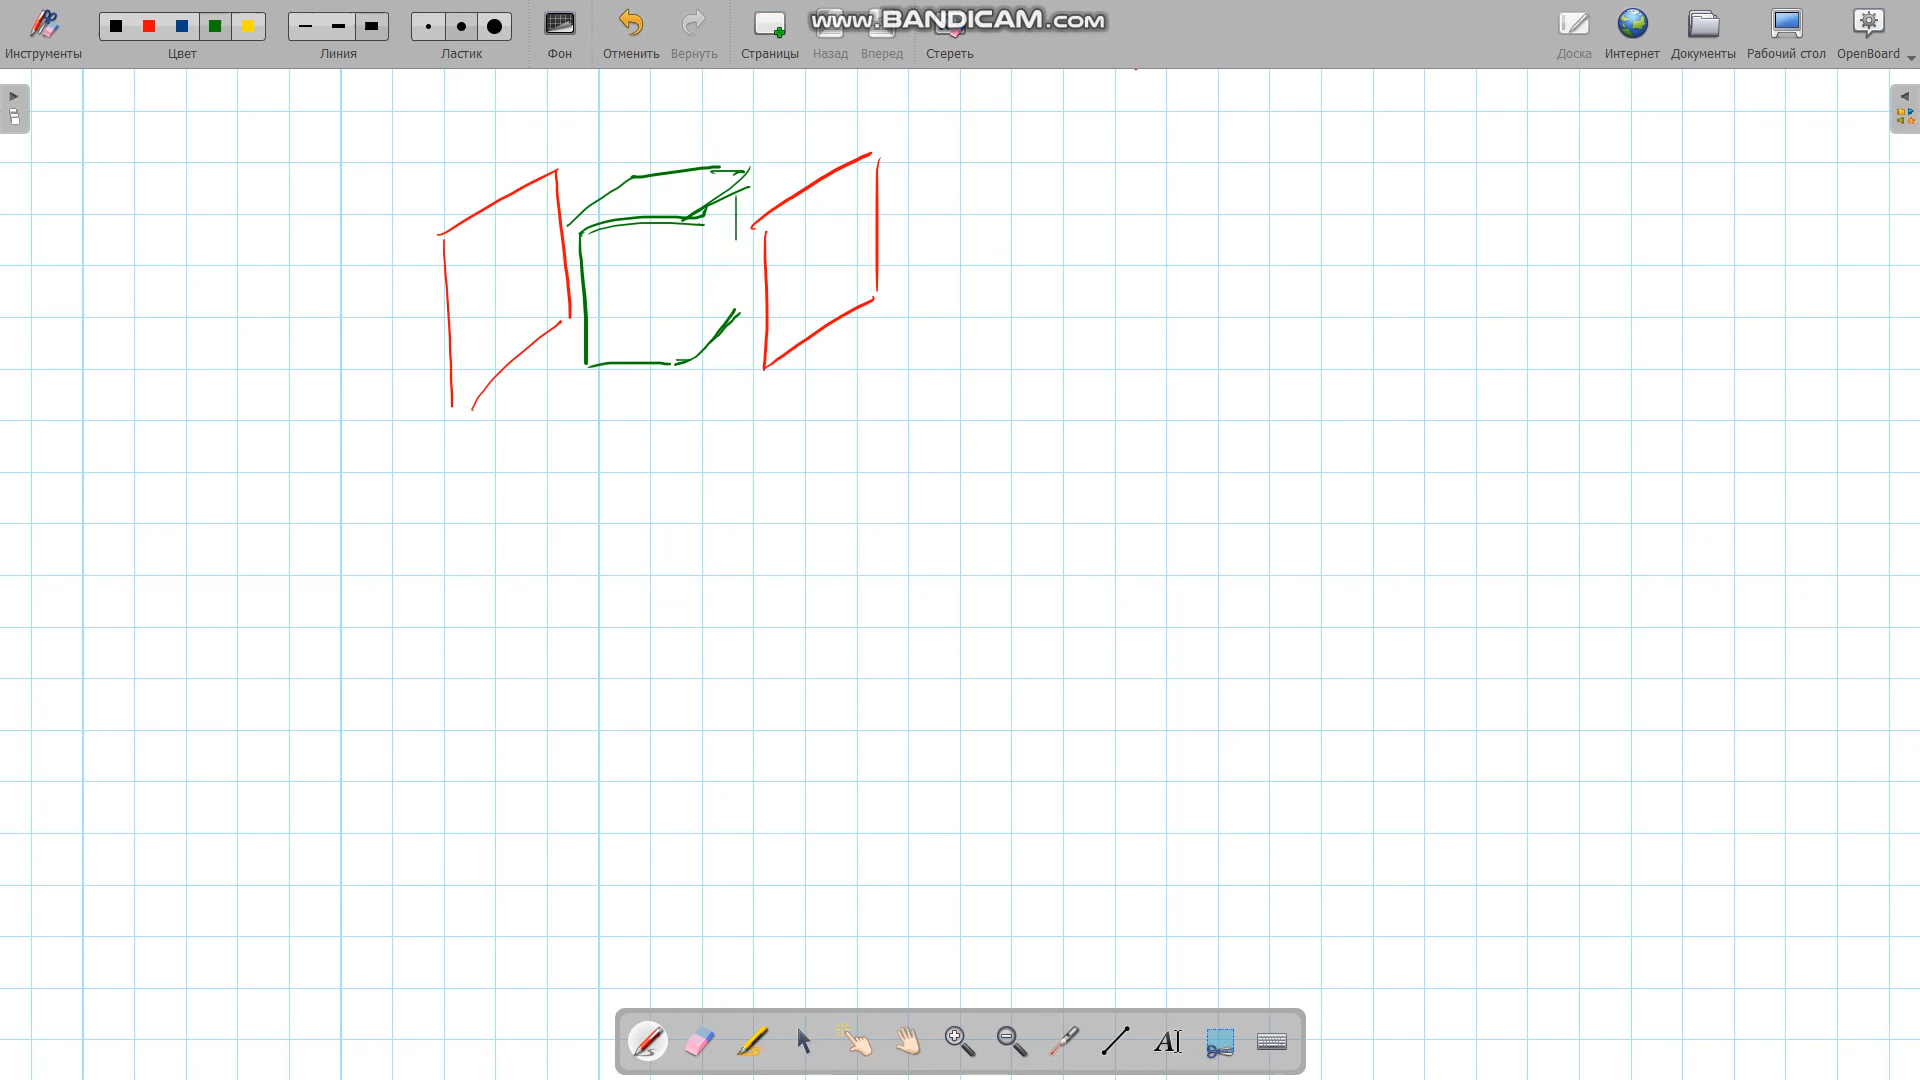 www.BANDICAM.com
Инструменты Цвет Линия Ластик Фон Отменить Вернуть Страницы Назад Вперед Стереть Доска Интернет Документы Рабочий стол OpenBoard
A